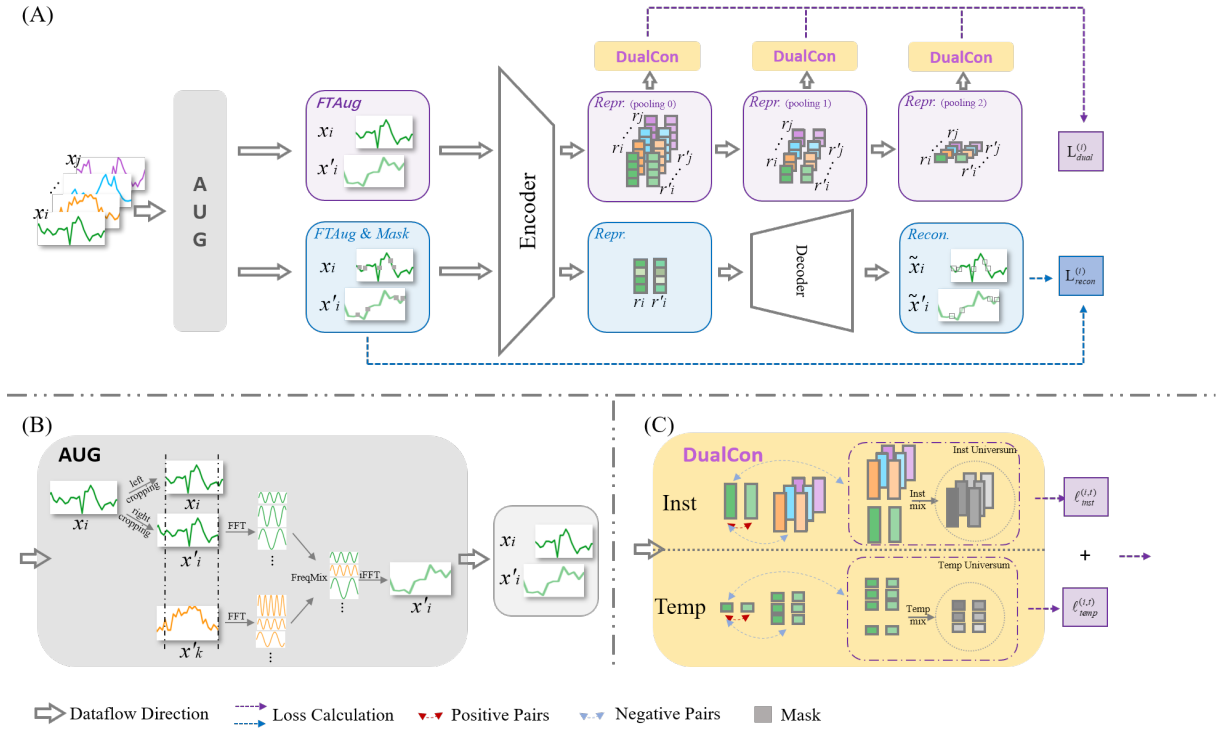 (A)
DualCon
DualCon
DualCon
FTAug
Repr. (pooling 0)
Repr. (pooling 1)
Repr. (pooling 2)
xi
x'i
rj
ri
r'j
r'i
rj
ri
r'j
r'i
rj
ri
r'j
r'i
xj
xi
AUG
Encoder
L(i)dual
FTAug & Mask
Repr.
Decoder
Recon.
xi
x'i
ri
r'i
x̃i
x̃'i
L(i)recon
(B)
AUG
left cropping
right cropping
xi
xi
x'i
FFT
FreqMix
iFFT
x'i
FFT
x'k
xi
x'i
(C)
DualCon
Inst
Inst Universum
Inst mix
ℓ(i,t)inst
+
Temp
Temp Universum
Temp mix
ℓ(i,t)temp
Dataflow Direction
Loss Calculation
Positive Pairs
Negative Pairs
Mask